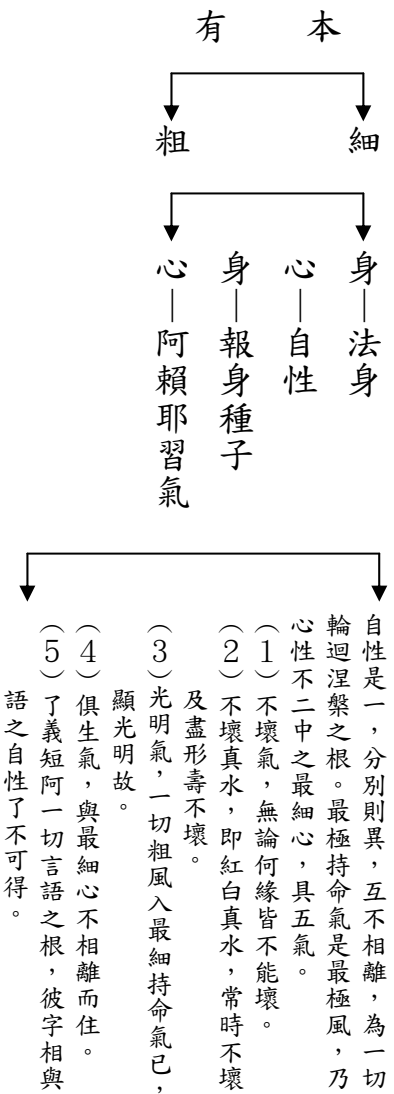 本有
細
粗
身—法身
心—自性
身—報身種子
心—阿賴耶習氣
自性是一，分別則異，互不相離，為一切
輪迴涅槃之根。最極持命氣是最極風，乃
心性不二中之最細心，具五氣。
（1）不壞氣，無論何緣皆不能壞。
（2）不壞真水，即紅白真水，常時不壞
及盡形壽不壞。
（3）光明氣，一切粗風入最細持命氣已，
顯光明故。
（4）俱生氣，與最細心不相離而住。
（5）了義短阿一切言語之根，彼字相與
語之自性了不可得。